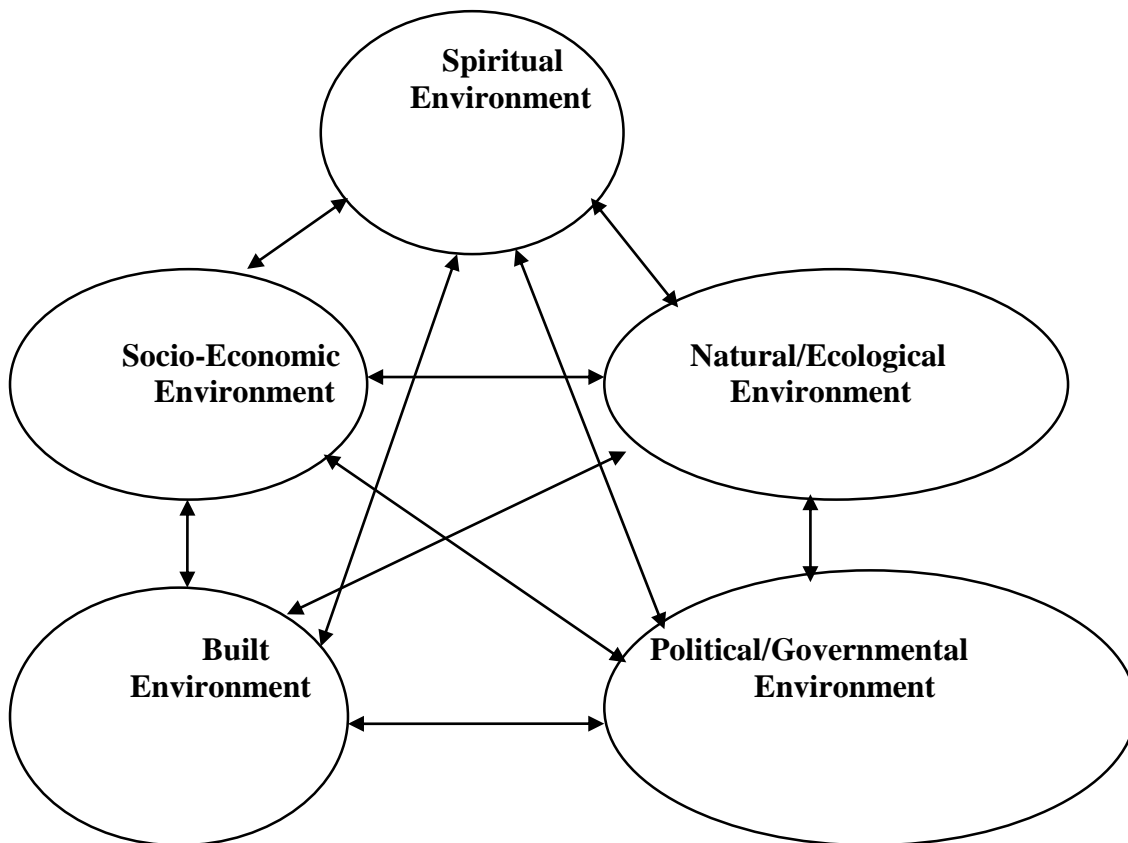 Spiritual
Environment
Socio-Economic
Environment
Natural/Ecological
Environment
Built
Environment
Political/Governmental
Environment